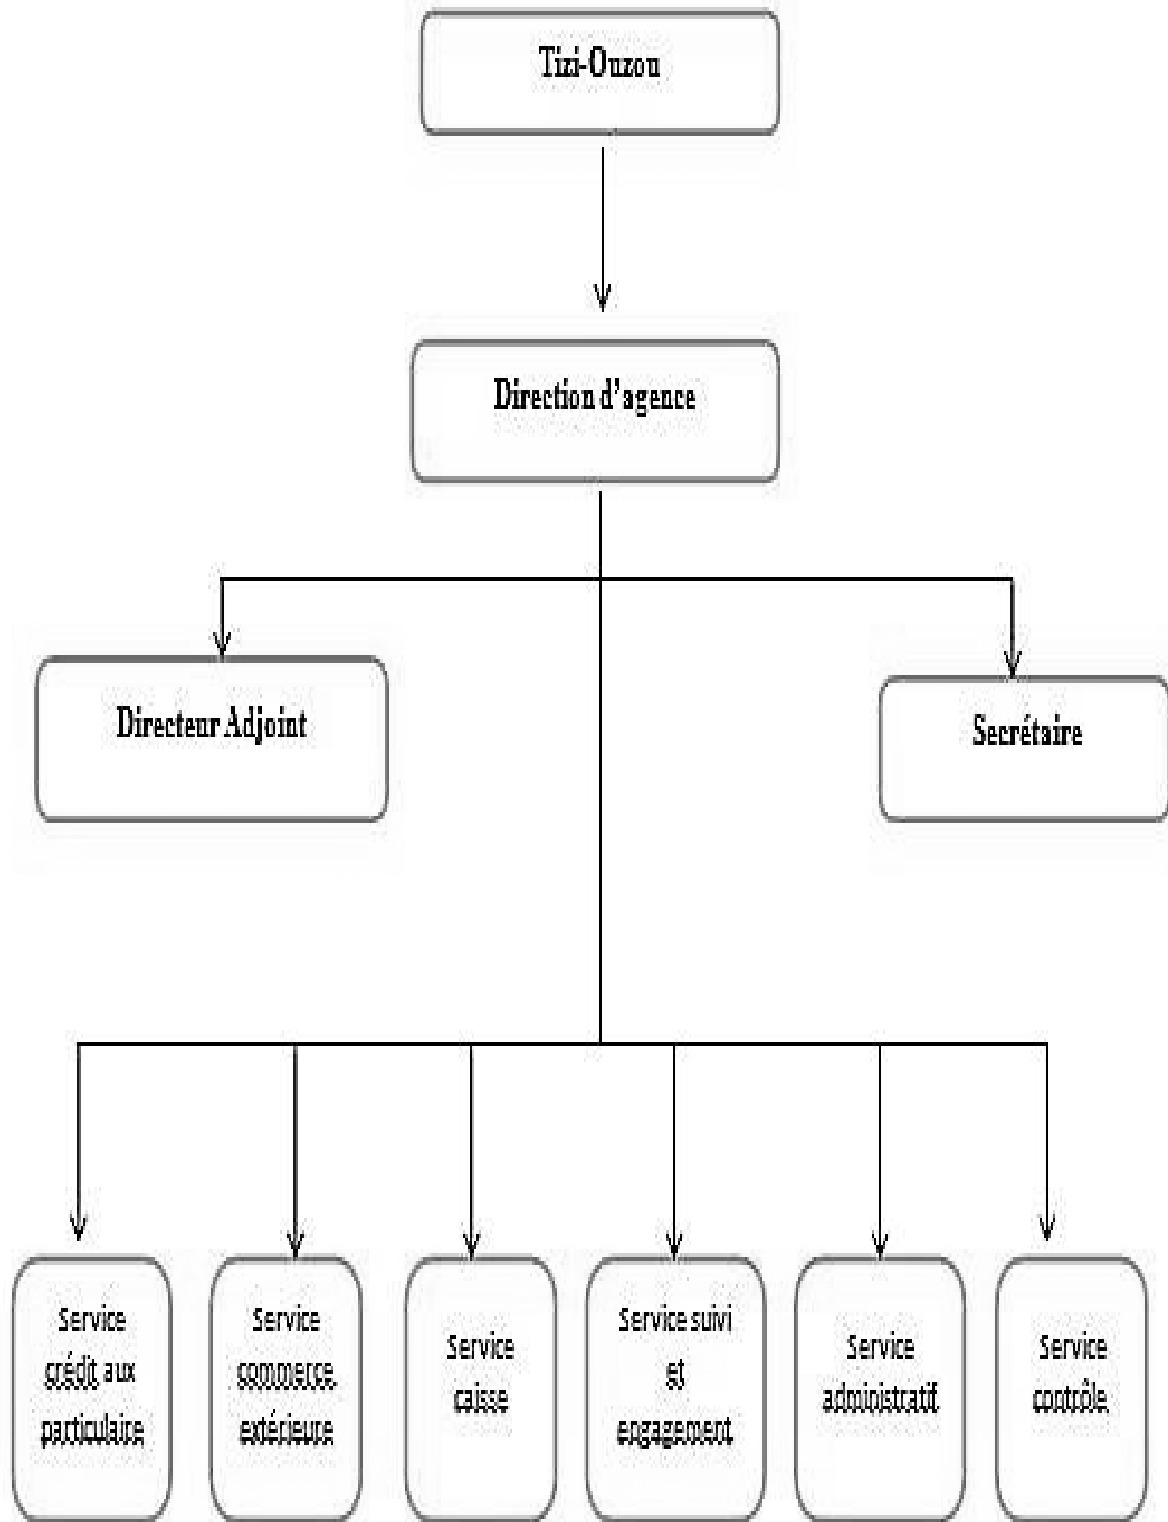 Tizi-Ouzou
Direction d'agence
Directeur Adjoint
Secrétaire
Service
crédit aux
particulaire
Service
commerce
extérieure
Service
caisse
Service suivi
et
engagement
Service
administratif
Service
contrôle